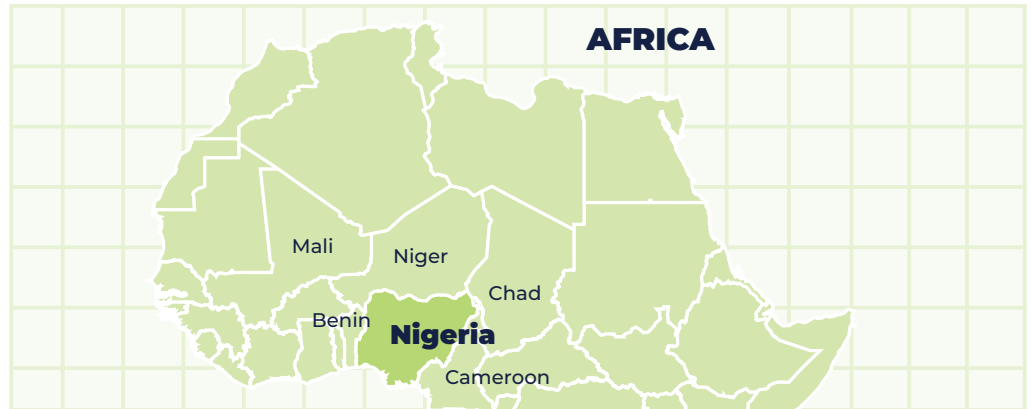 AFRICA
Mali
Niger
Chad
Benin
Nigeria
Cameroon